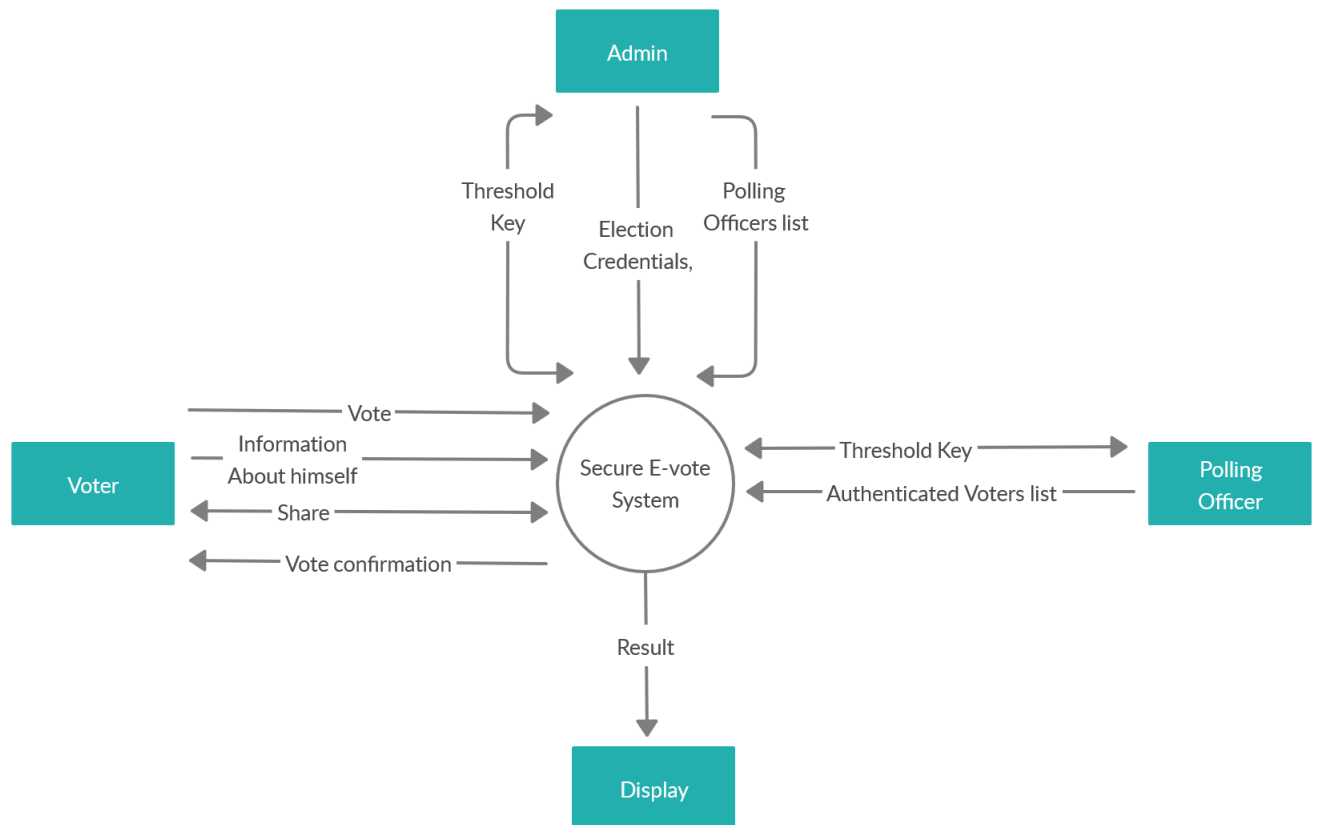 Admin
Threshold
Key
Election
Credentials,
Polling
Officers list
Vote
Information
About himself
Share
Vote confirmation
Voter
Secure E-vote
System
Threshold Key
Authenticated Voters list
Polling
Officer
Result
Display